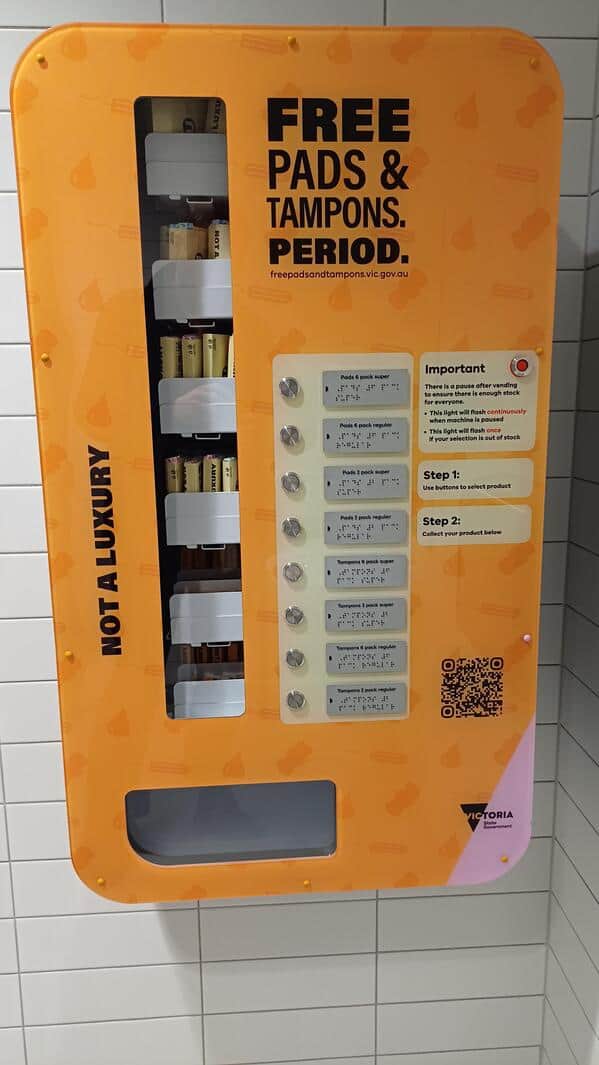 FREE
PADS &
TAMPONS.
PERIOD.
freepadsandtampons.vic.gov.au
NOT A LUXURY
NOT A
Pads 6 pack super
Pads 6 pack regular
Pads 2 pack super
Pads 2 pack regular
Tampons 6 pack super
Tampons 2 pack super
Tampons 6 pack regular
Tampons 2 pack regular
Important
There is a pause after vending
to ensure there is enough stock
for everyone.
• This light will flash continuously
when machine is paused
• This light will flash once
if your selection is out of stock
Step 1:
Use buttons to select product
Step 2:
Collect your product below
VICTORIA
State
Government